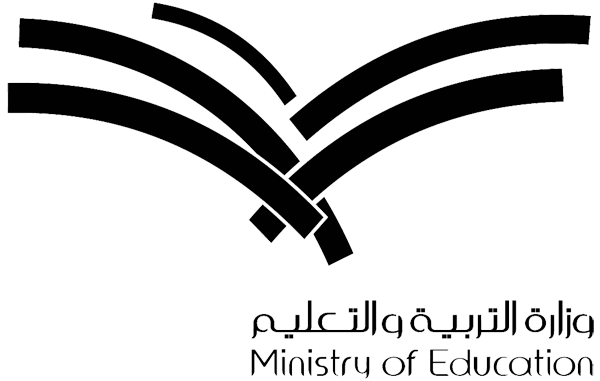 وزارة التربية والتعليم
Ministry of Education